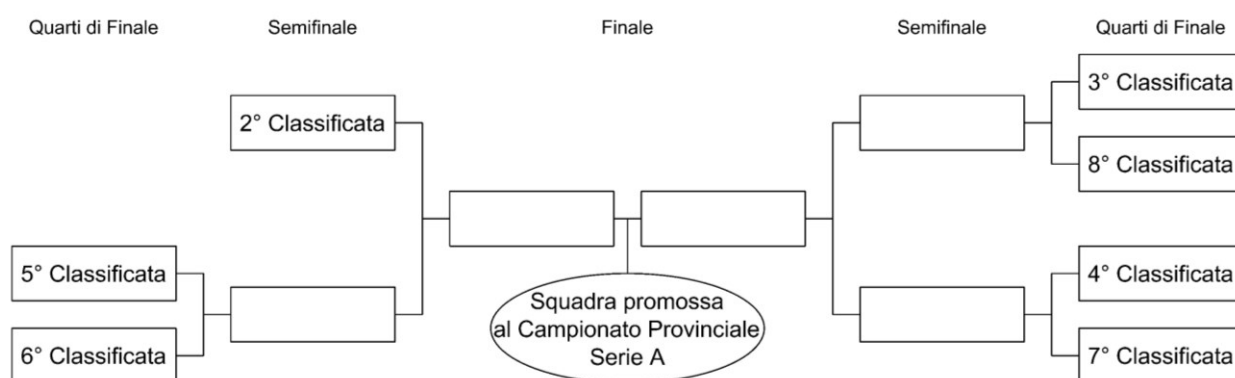 Quarti di Finale
Semifinale
Finale
Semifinale
Quarti di Finale
3° Classificata
2° Classificata
8° Classificata
5° Classificata
4° Classificata
Squadra promossa
al Campionato Provinciale
Serie A
6° Classificata
7° Classificata